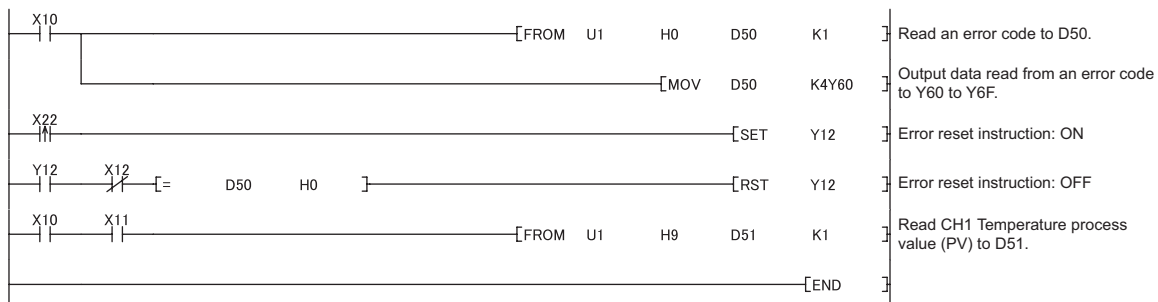 X10
[FROM U1 H0 D50 K1 ]
Read an error code to D50.
[MOV D50 K4Y60 ]
Output data read from an error code
to Y60 to Y6F.
X22
[SET Y12 ]
Error reset instruction: ON
Y12 X12
[= D50 H0 ]
[RST Y12 ]
Error reset instruction: OFF
X10 X11
[FROM U1 H9 D51 K1 ]
Read CH1 Temperature process
value (PV) to D51.
[END ]